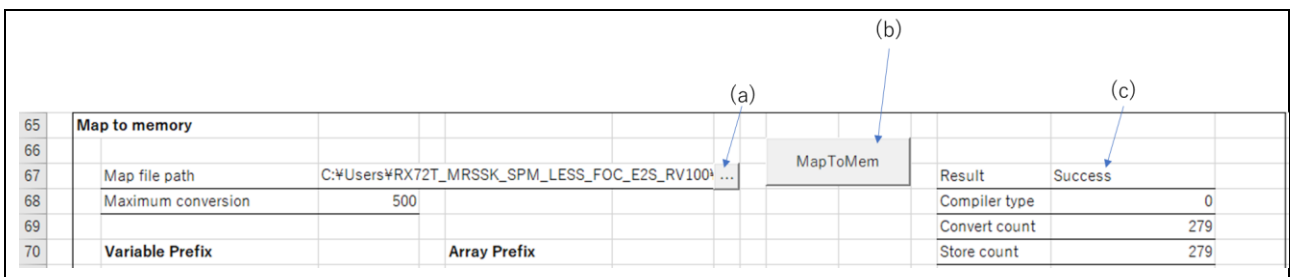 (b)
(a)
(c)
65 Map to memory
66
MapToMem
67 Map file path C:¥Users¥RX72T_MRSSK_SPM_LESS_FOC_E2S_RV100¥ ... Result Success
68 Maximum conversion 500 Compiler type 0
69 Convert count 279
70 Variable Prefix Array Prefix Store count 279